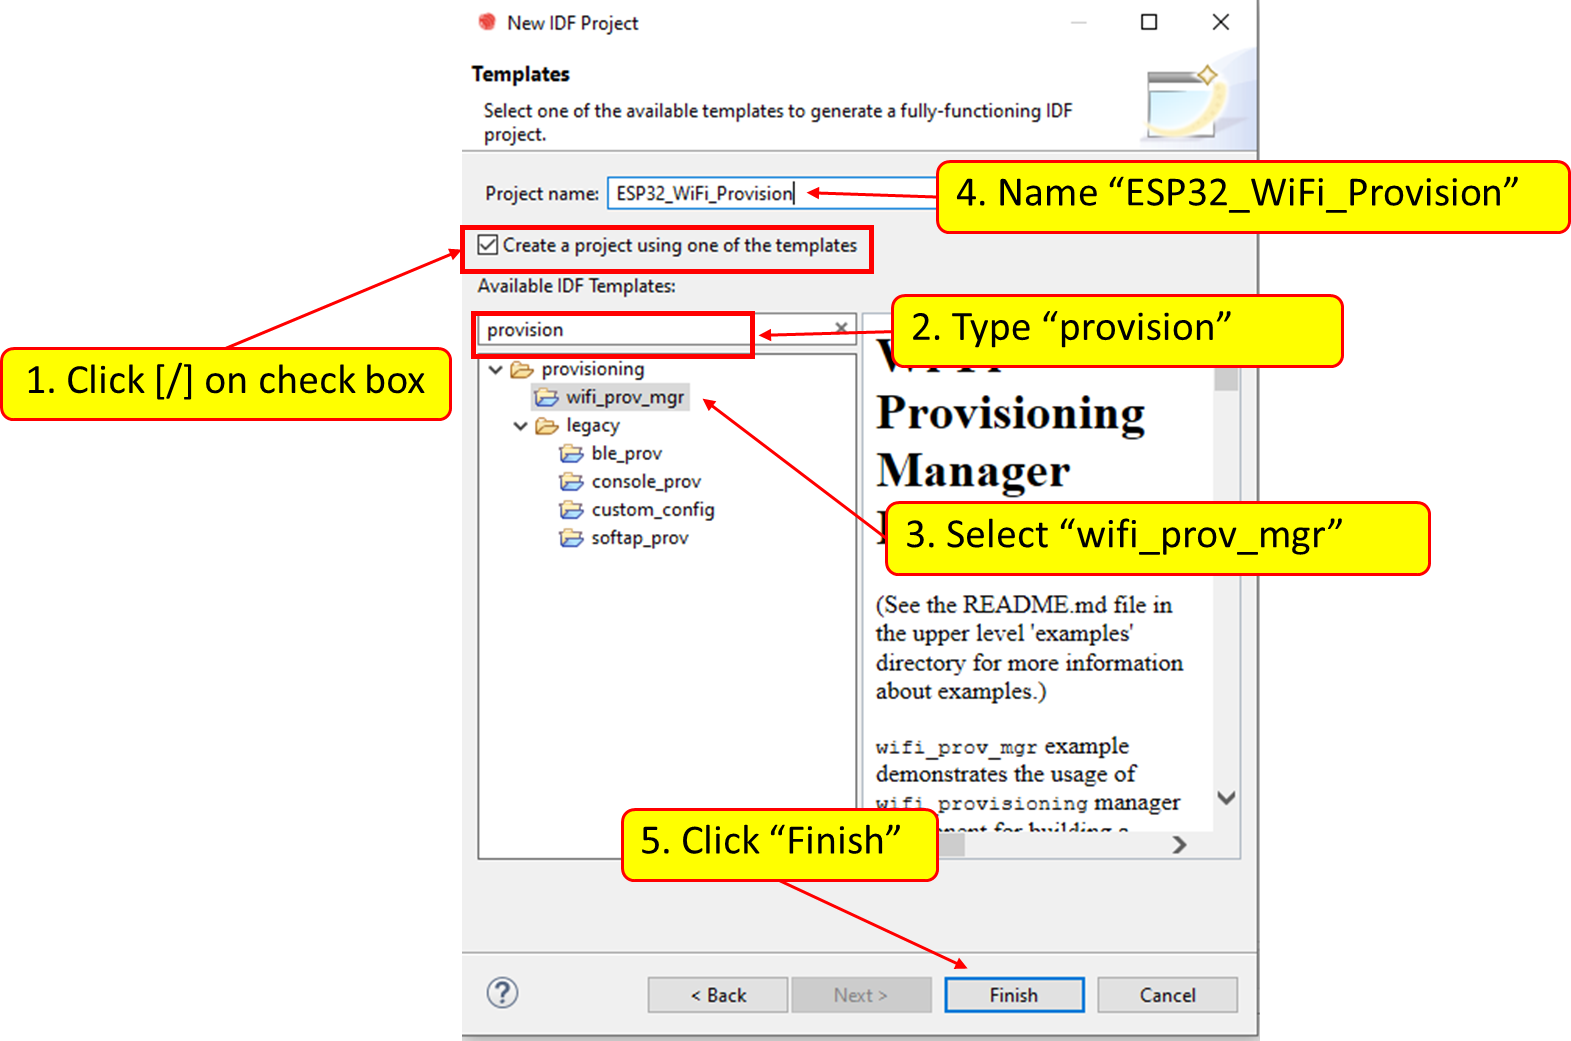 New IDF Project
Templates
Select one of the available templates to generate a fully-functioning IDF
project.
Project name: ESP32_WiFi_Provision
4. Name “ESP32_WiFi_Provision”
Create a project using one of the templates
Available IDF Templates:
provision
2. Type “provision”
1. Click [/] on check box
provisioning
wifi_prov_mgr
legacy
ble_prov
console_prov
custom_config
softap_prov
Provisioning
Manager
3. Select “wifi_prov_mgr”
(See the README.md file in
the upper level 'examples'
directory for more information
about examples.)
wifi_prov_mgr example
demonstrates the usage of
wifi_provisioning manager
for building a
5. Click “Finish”
< Back
Next >
Finish
Cancel